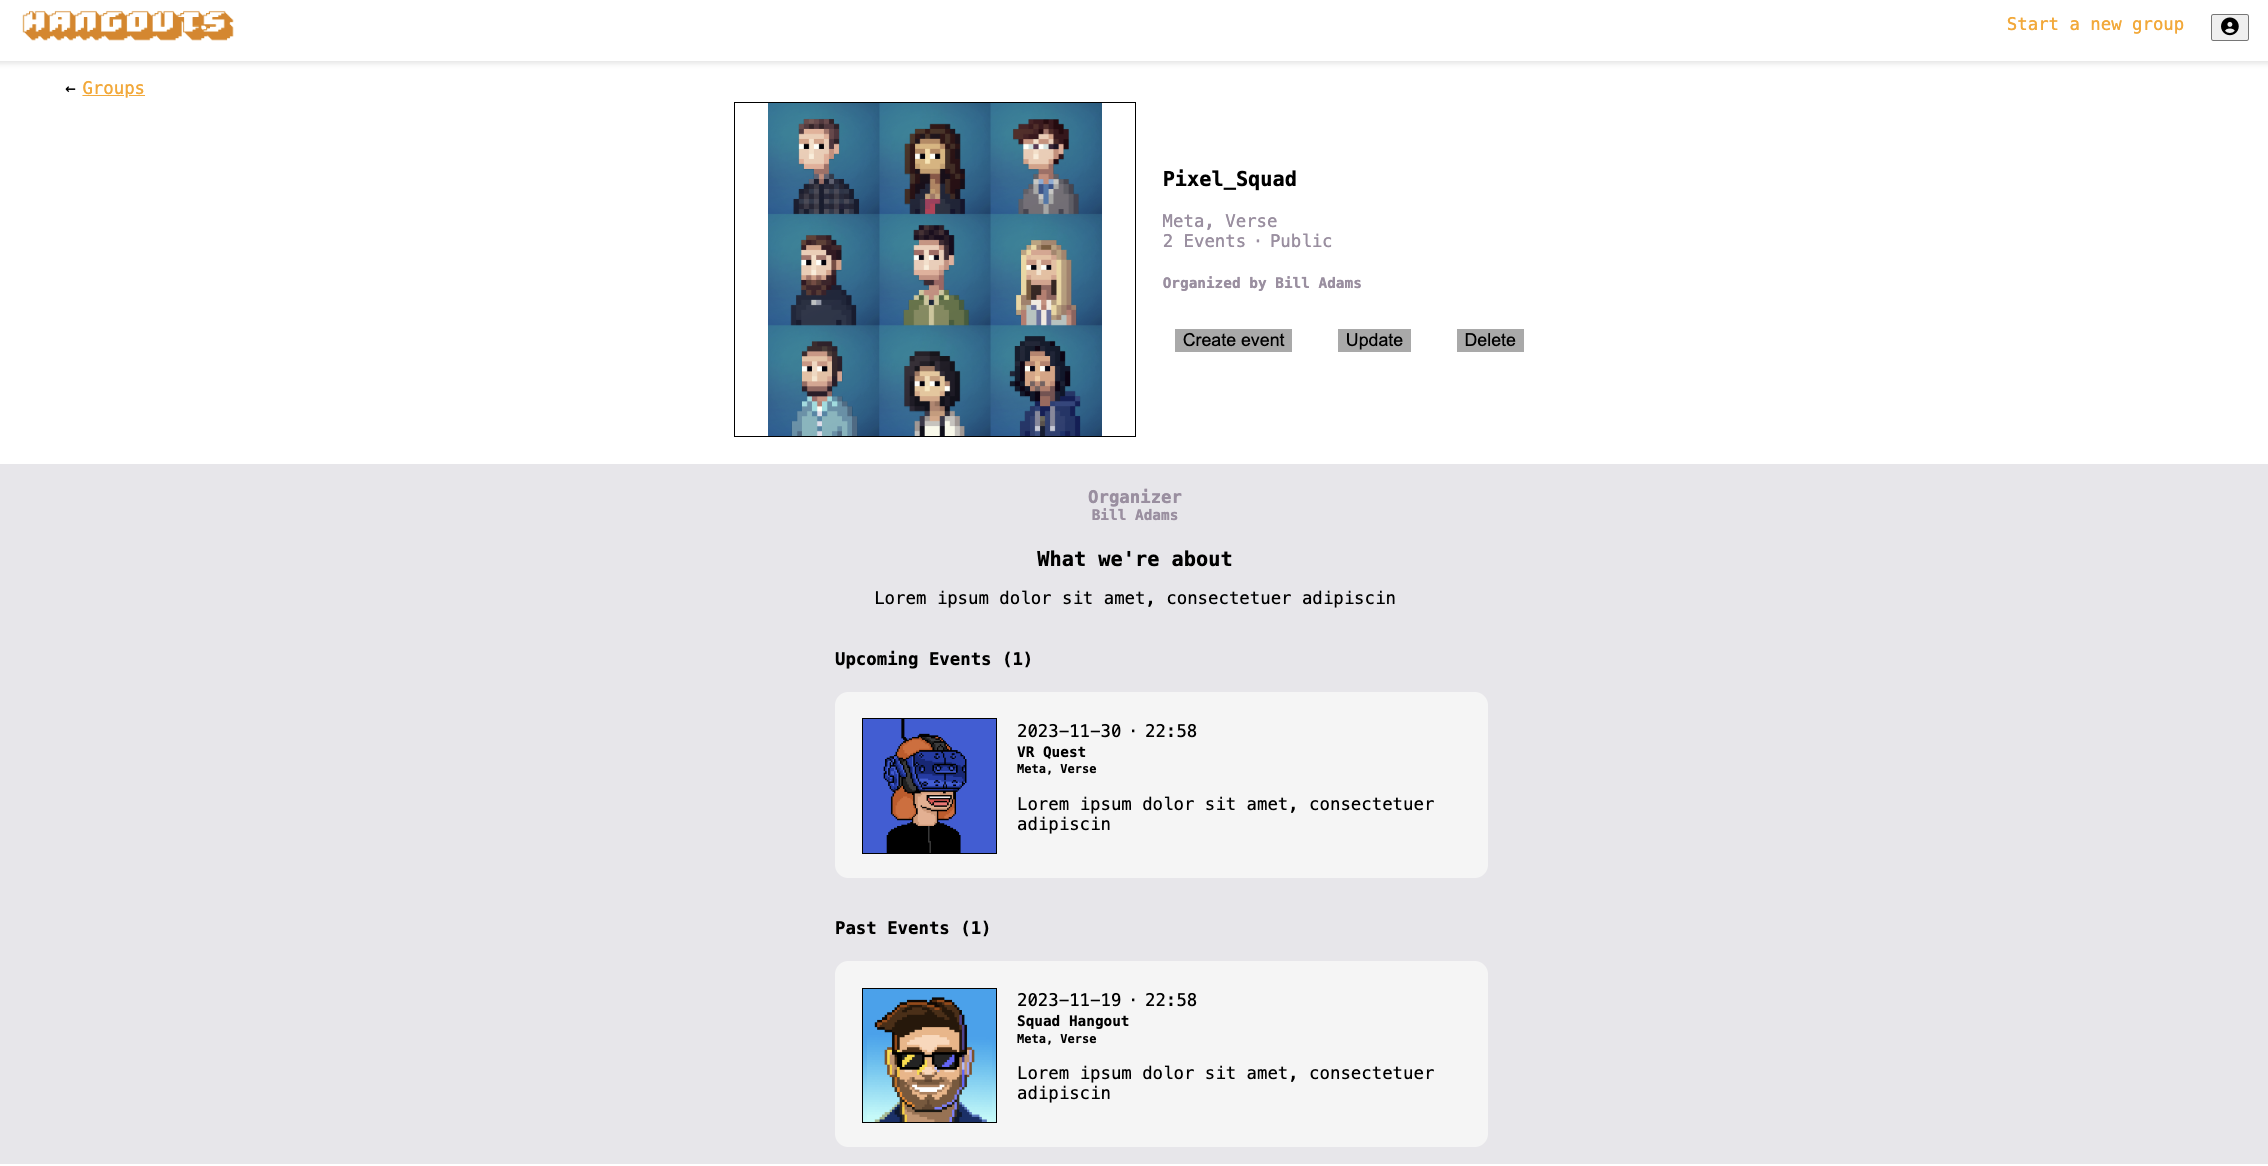 HANGOUTS
Start a new group
← Groups
Pixel_Squad
Meta, Verse
2 Events · Public
Organized by Bill Adams
Create event
Update
Delete
Organizer
Bill Adams
What we're about
Lorem ipsum dolor sit amet, consectetuer adipiscin
Upcoming Events (1)
2023-11-30 · 22:58
VR Quest
Meta, Verse
Lorem ipsum dolor sit amet, consectetuer
adipiscin
Past Events (1)
2023-11-19 · 22:58
Squad Hangout
Meta, Verse
Lorem ipsum dolor sit amet, consectetuer
adipiscin